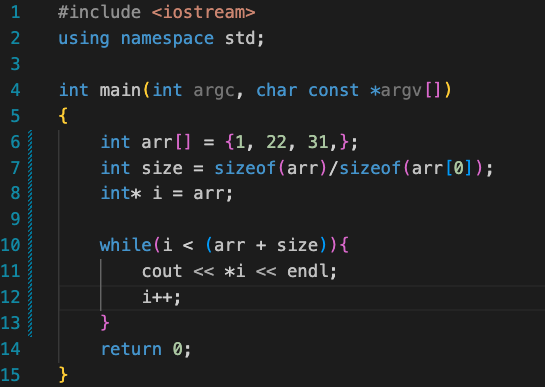 1 #include <iostream>
2 using namespace std;
3
4 int main(int argc, char const *argv[])
5 {
6     int arr[] = {1, 22, 31,};
7     int size = sizeof(arr)/sizeof(arr[0]);
8     int* i = arr;
9
10     while(i < (arr + size)){
11         cout << *i << endl;
12         i++;
13     }
14     return 0;
15 }